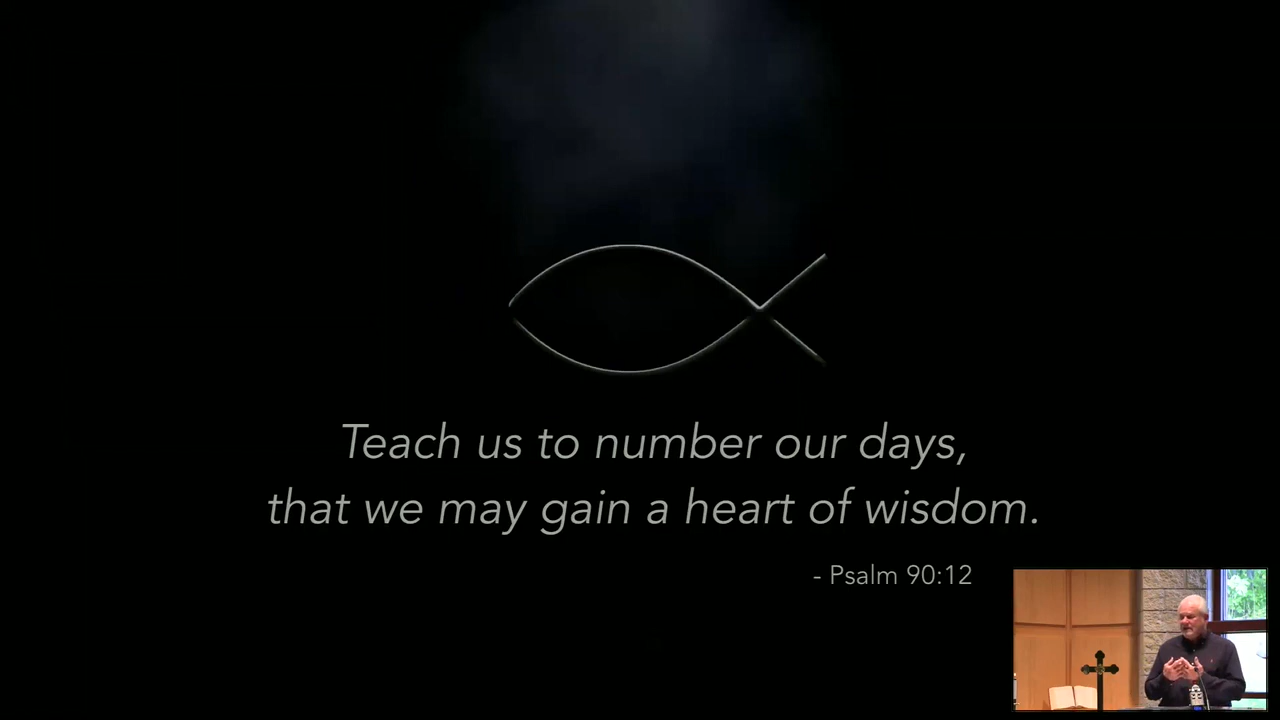 Teach us to number our days,
that we may gain a heart of wisdom.
- Psalm 90:12